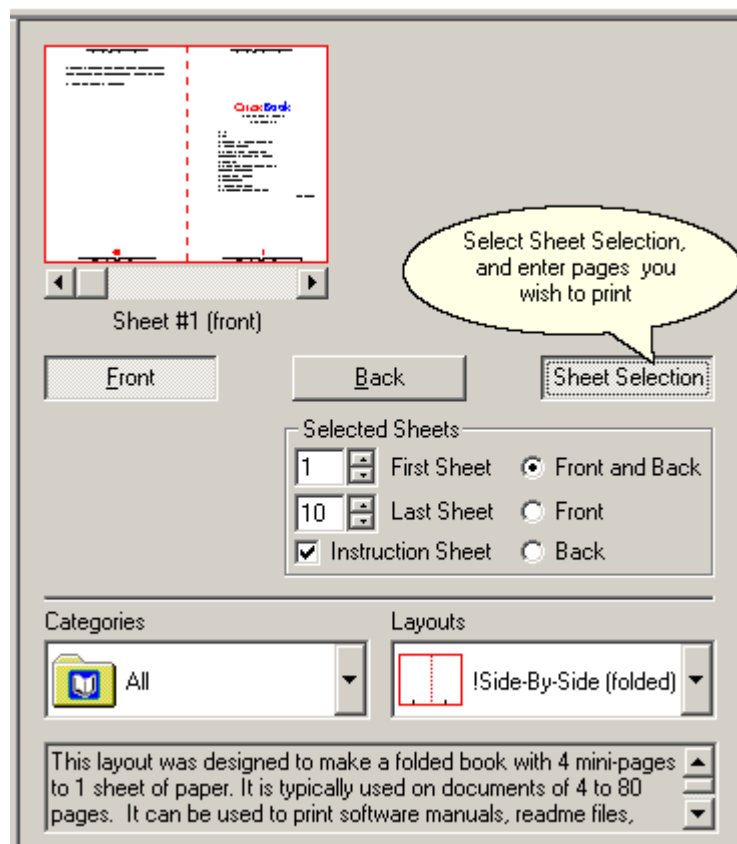 ClickBook
Select Sheet Selection,
and enter pages you
wish to print
Sheet #1 (front)
Front
Back
Sheet Selection
Selected Sheets
1 First Sheet Front and Back
10 Last Sheet Front
Instruction Sheet Back
Categories
Layouts
All
!Side-By-Side (folded)
This layout was designed to make a folded book with 4 mini-pages
to 1 sheet of paper. It is typically used on documents of 4 to 80
pages. It can be used to print software manuals, readme files,